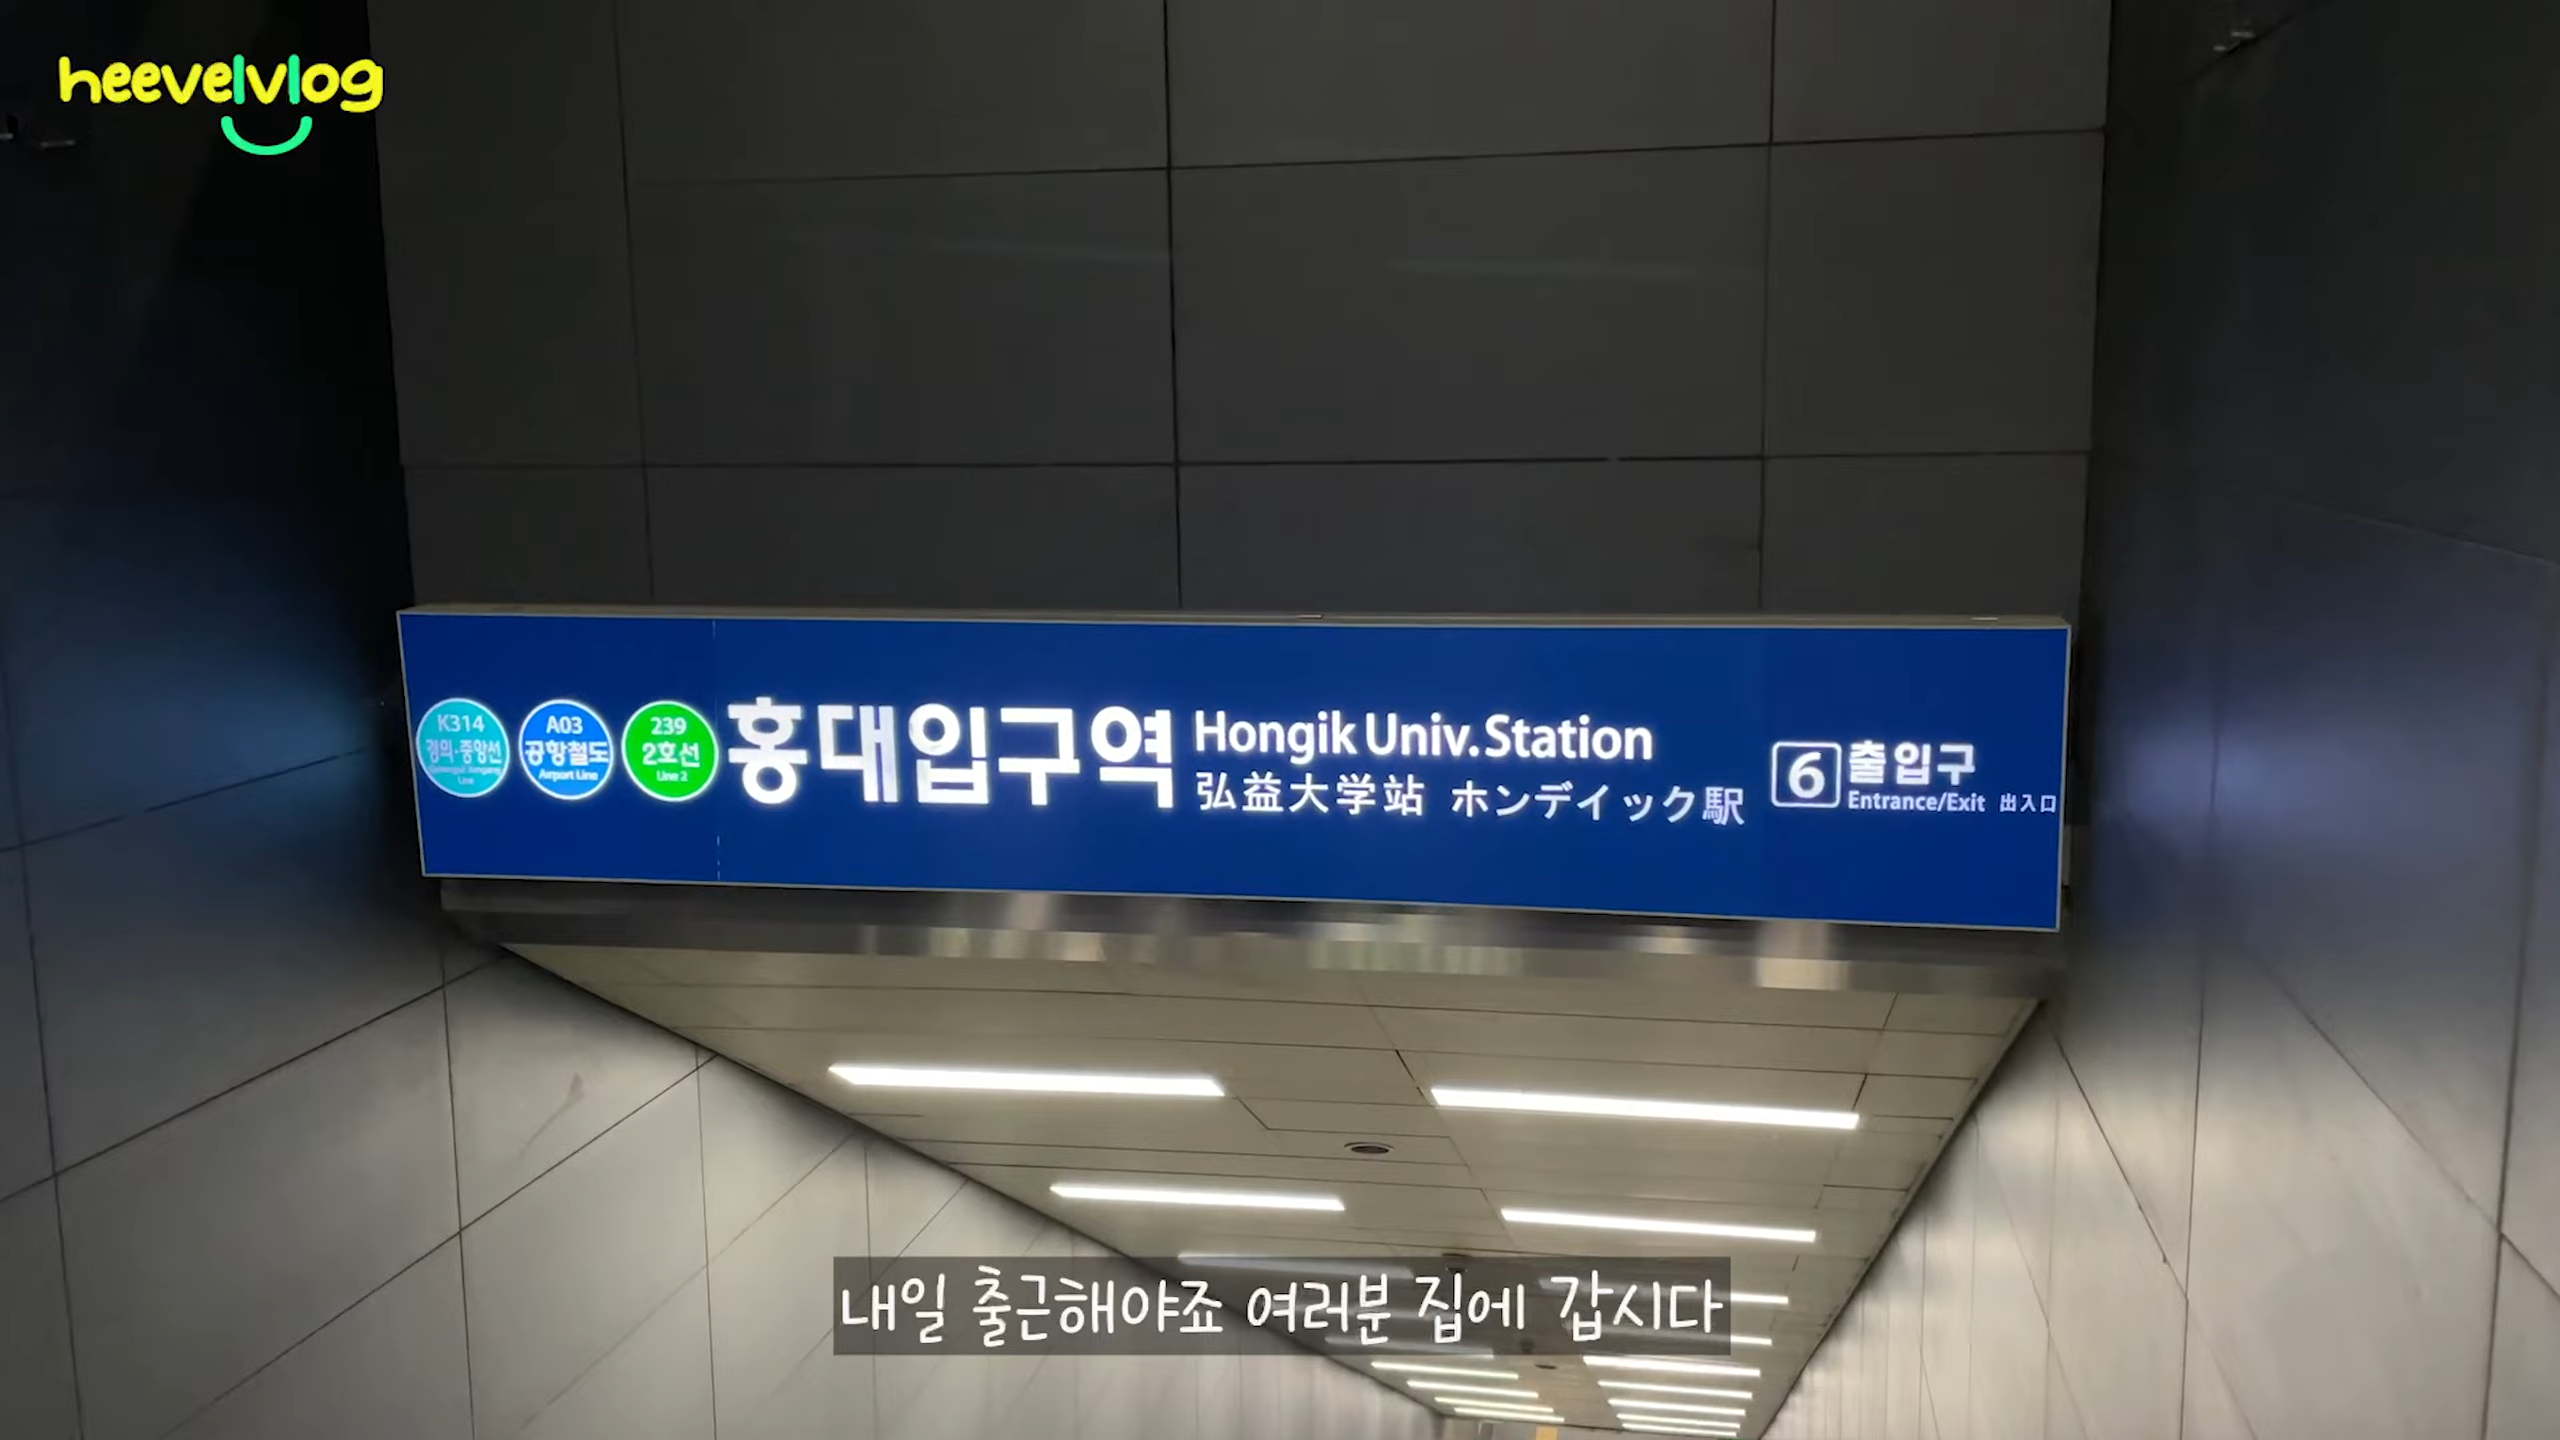 heevelvlog
K314
경의·중앙선
Line
A03
공항철도
Airport Line
239
2호선
Line 2
홍대입구역
Hongik Univ. Station
弘益大学站 ホンデイック駅
6
출입구
Entrance/Exit 出入口
내일 출근해야죠 여러분 집에 갑시다